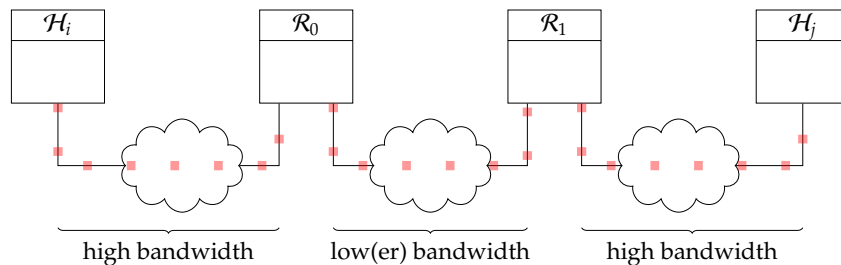 ℋᵢ
ℛ₀
ℛ₁
ℋⱼ
high bandwidth
low(er) bandwidth
high bandwidth